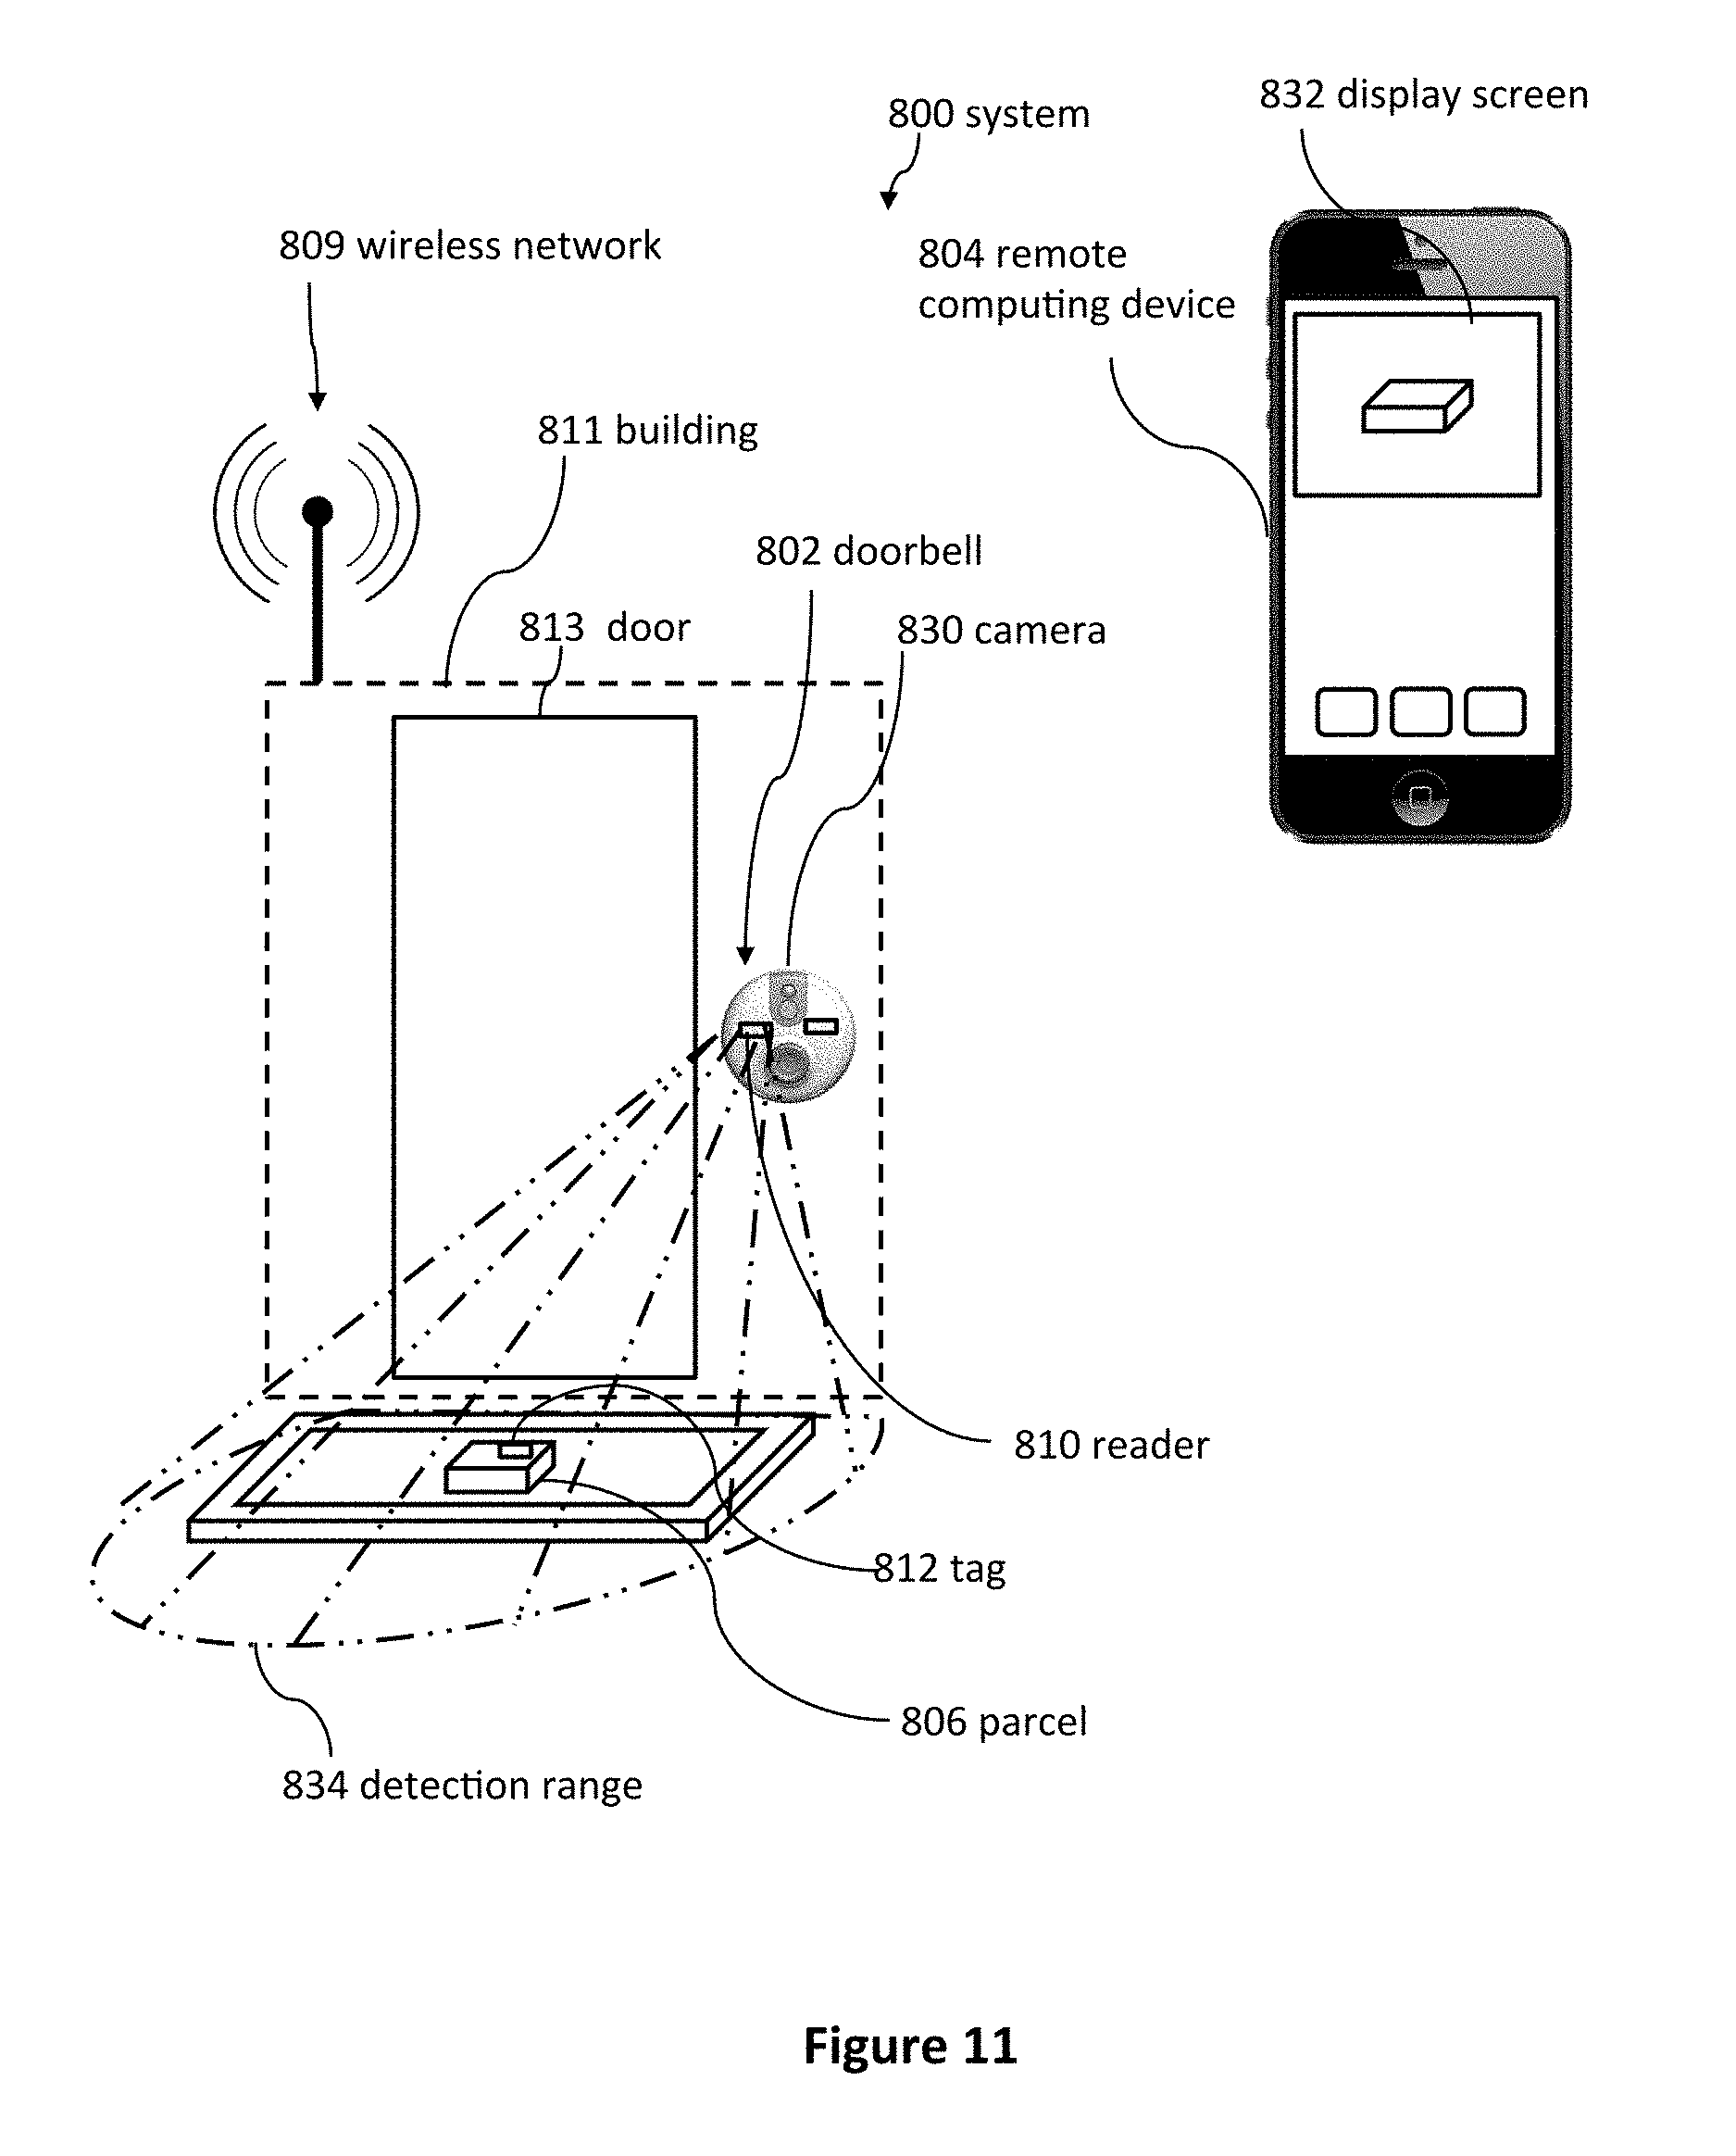 832 display screen
800 system
809 wireless network
804 remote
computing device
811 building
802 doorbell
813 door
830 camera
810 reader
812 tag
806 parcel
834 detection range
Figure 11